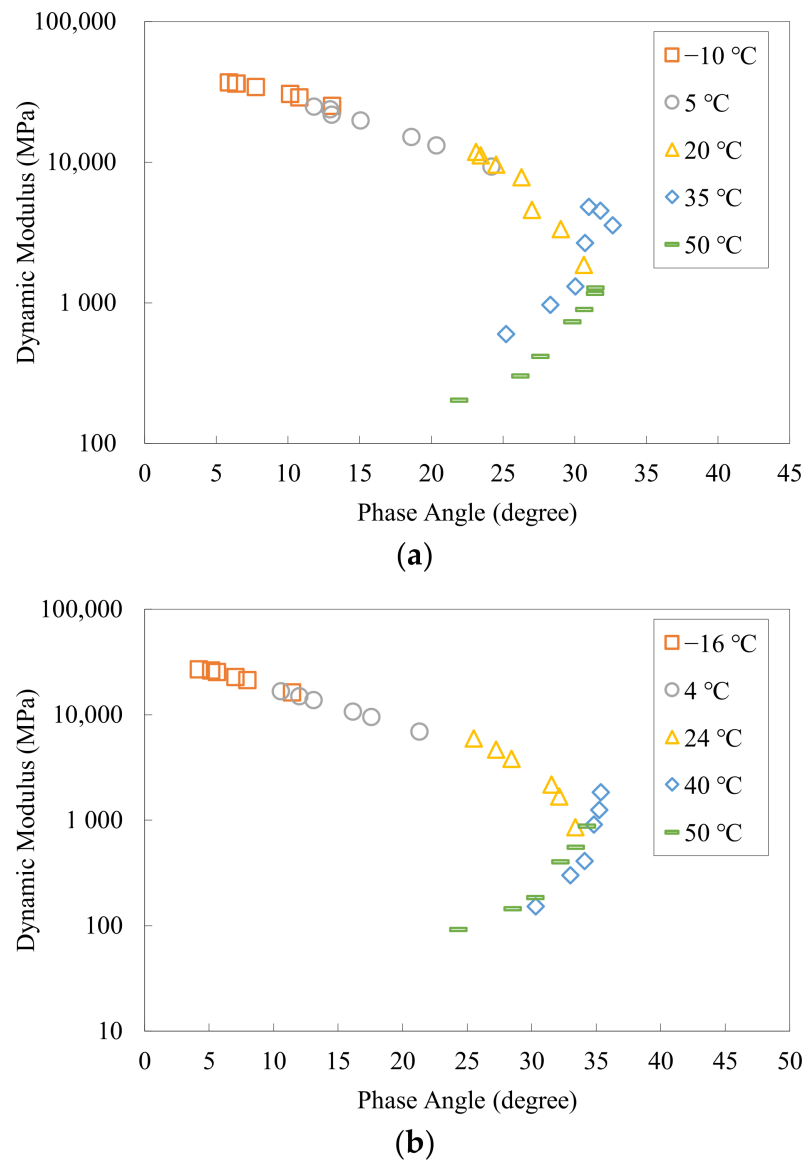 100,000
10,000
1 000
100
Dynamic Modulus (MPa)
0 5 10 15 20 25 30 35 40 45
Phase Angle (degree)
−10 ℃
5 ℃
20 ℃
35 ℃
50 ℃
(a)
100,000
10,000
1 000
100
10
Dynamic Modulus (MPa)
0 5 10 15 20 25 30 35 40 45 50
Phase Angle (degree)
−16 ℃
4 ℃
24 ℃
40 ℃
50 ℃
(b)